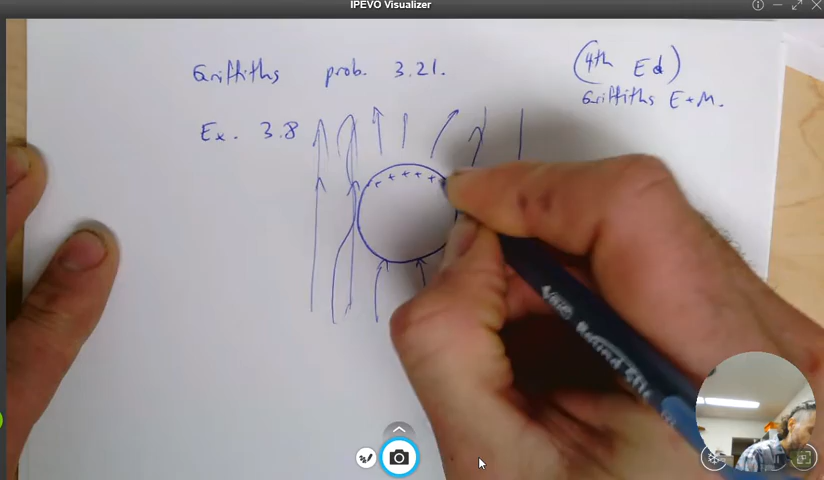 IPEVO Visualizer
Griffiths prob. 3.21.
(4th Ed)
Griffiths E+M.
Ex. 3.8
+ + + +